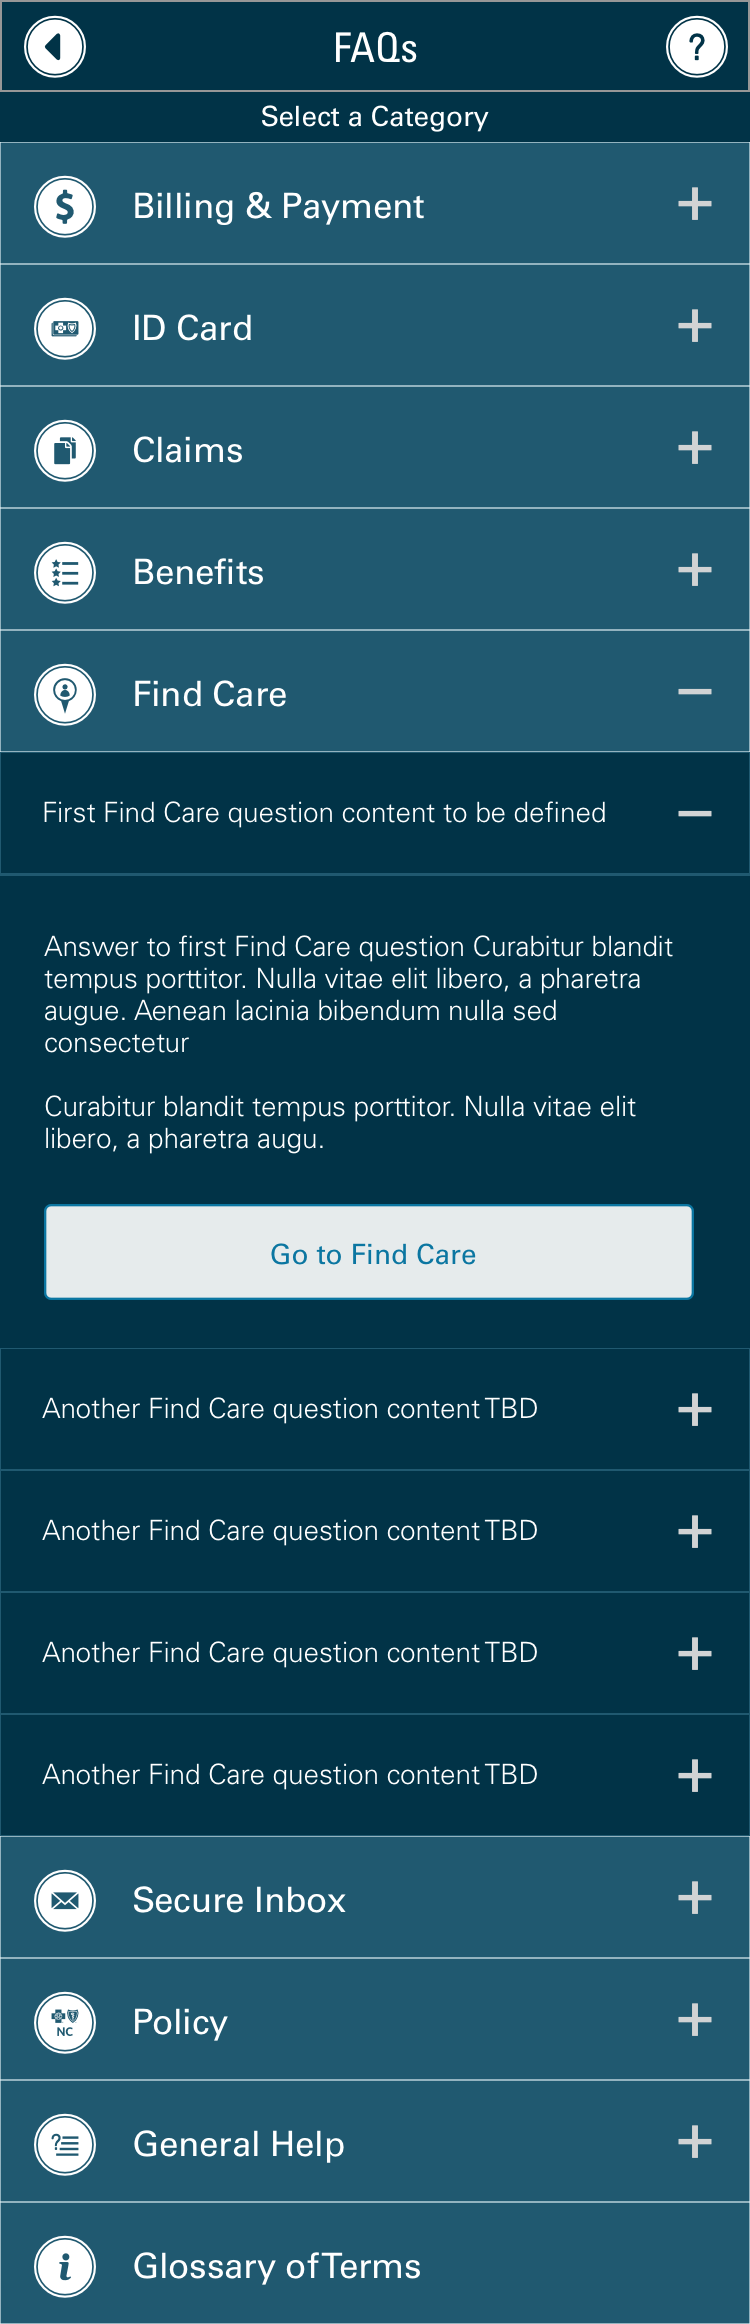 FAQs
?
Select a Category
$
Billing & Payment
ID Card
Claims
Benefits
Find Care
First Find Care question content to be defined
Answer to first Find Care question Curabitur blandit
tempus porttitor. Nulla vitae elit libero, a pharetra
augue. Aenean lacinia bibendum nulla sed
consectetur
Curabitur blandit tempus porttitor. Nulla vitae elit
libero, a pharetra augu.
Go to Find Care
Another Find Care question content TBD
Another Find Care question content TBD
Another Find Care question content TBD
Another Find Care question content TBD
Secure Inbox
NC
Policy
?
General Help
i
Glossary of Terms